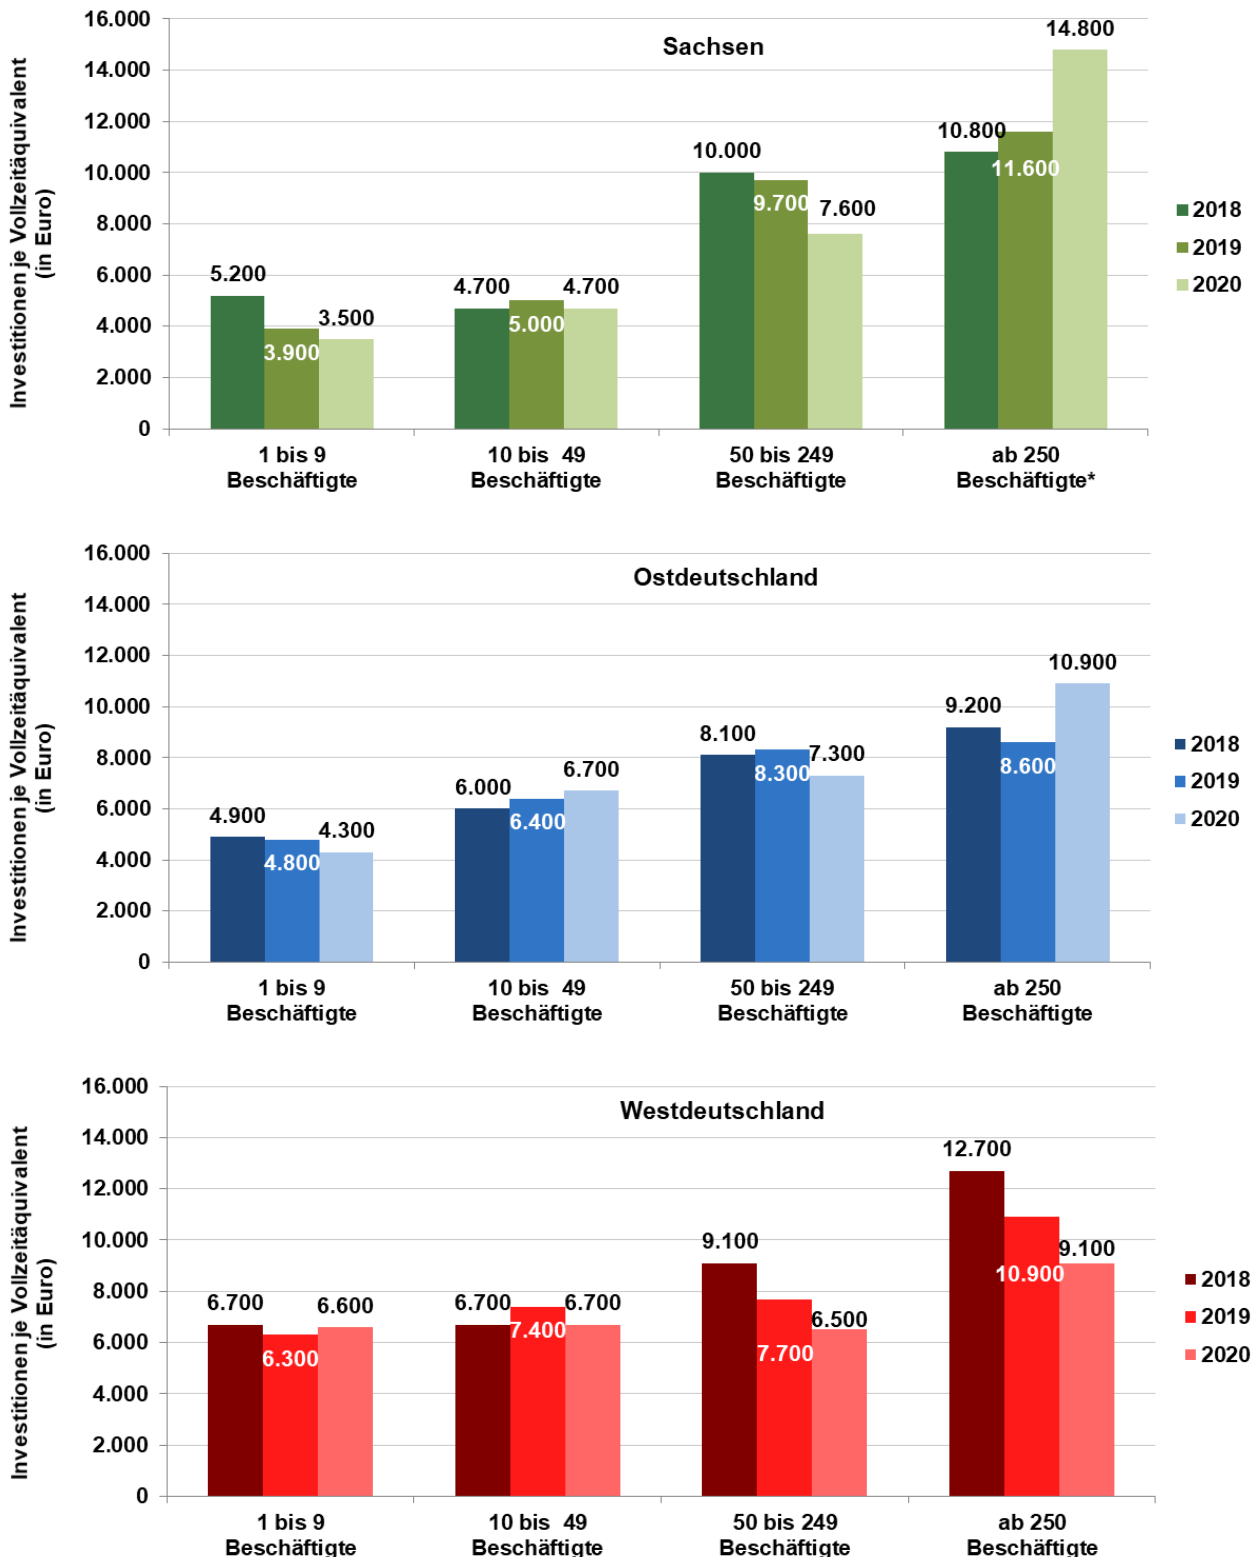 Sachsen
Investitionen je Vollzeitäquivalent
(in Euro)
16.000
14.000
12.000
10.000
8.000
6.000
4.000
2.000
0
5.200
3.900
3.500
4.700
5.000
4.700
10.000
9.700
7.600
10.800
11.600
14.800
1 bis 9
Beschäftigte
10 bis 49
Beschäftigte
50 bis 249
Beschäftigte
ab 250
Beschäftigte*
2018
2019
2020
Ostdeutschland
Investitionen je Vollzeitäquivalent
(in Euro)
16.000
14.000
12.000
10.000
8.000
6.000
4.000
2.000
0
4.900
4.800
4.300
6.000
6.400
6.700
8.100
8.300
7.300
9.200
8.600
10.900
1 bis 9
Beschäftigte
10 bis 49
Beschäftigte
50 bis 249
Beschäftigte
ab 250
Beschäftigte
2018
2019
2020
Westdeutschland
Investitionen je Vollzeitäquivalent
(in Euro)
16.000
14.000
12.000
10.000
8.000
6.000
4.000
2.000
0
6.700
6.300
6.600
6.700
7.400
6.700
9.100
7.700
6.500
12.700
10.900
9.100
1 bis 9
Beschäftigte
10 bis 49
Beschäftigte
50 bis 249
Beschäftigte
ab 250
Beschäftigte
2018
2019
2020